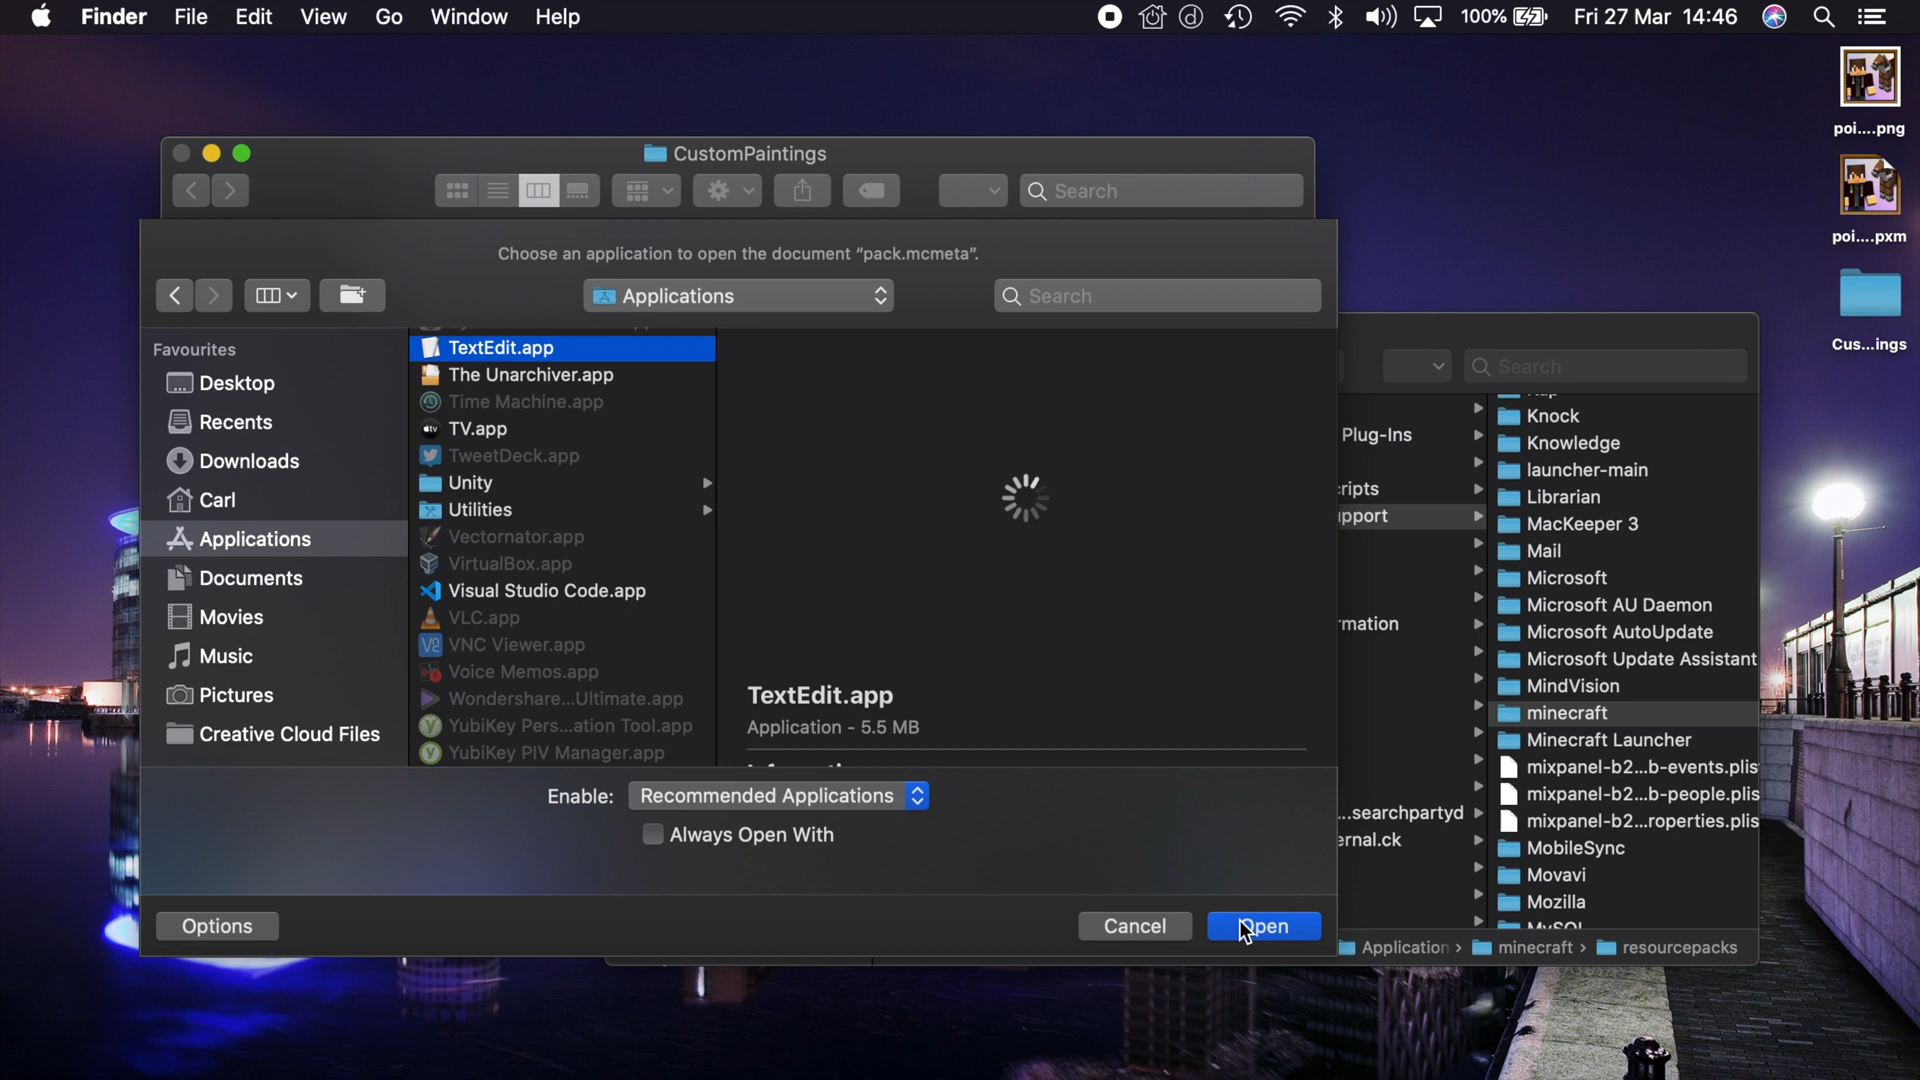 Finder File Edit View Go Window Help 100% Fri 27 Mar 14:46
poi....png
poi....pxm
Cus...ings
CustomPaintings
Search
Choose an application to open the document “pack.mcmeta”.
Applications
Search
Favourites
Desktop
Recents
Downloads
Carl
Applications
Documents
Movies
Music
Pictures
Creative Cloud Files
TextEdit.app
The Unarchiver.app
Time Machine.app
TV.app
TweetDeck.app
Unity
Utilities
Vectornator.app
VirtualBox.app
Visual Studio Code.app
VLC.app
VNC Viewer.app
Voice Memos.app
Wondershare...Ultimate.app
YubiKey Pers...ation Tool.app
YubiKey PIV Manager.app
TextEdit.app
Application - 5.5 MB
Enable: Recommended Applications
Always Open With
Options
Cancel
Open
Search
Plug-Ins
ripts
pport
rmation
...searchpartyd
ernal.ck
Knock
Knowledge
launcher-main
Librarian
MacKeeper 3
Mail
Microsoft
Microsoft AU Daemon
Microsoft AutoUpdate
Microsoft Update Assistant
MindVision
minecraft
Minecraft Launcher
mixpanel-b2...b-events.plis
mixpanel-b2...b-people.plis
mixpanel-b2...roperties.plis
MobileSync
Movavi
Mozilla
MySQL
Application › minecraft › resourcepacks